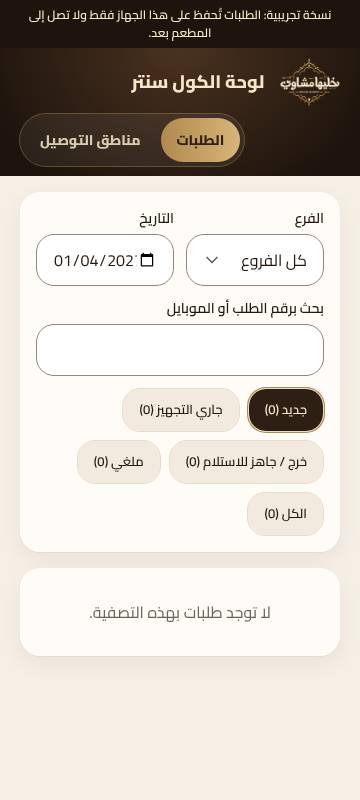 نسخة تجريبية: الطلبات تُحفظ على هذا الجهاز فقط ولا تصل إلى
المطعم بعد.
خليها مشاوي
لوحة الكول سنتر
الطلبات
مناطق التوصيل
الفرع
التاريخ
كل الفروع
01/04/202
بحث برقم الطلب أو الموبايل
جديد (0)
جاري التجهيز (0)
خرج / جاهز للاستلام (0)
ملغي (0)
الكل (0)
لا توجد طلبات بهذه التصفية.